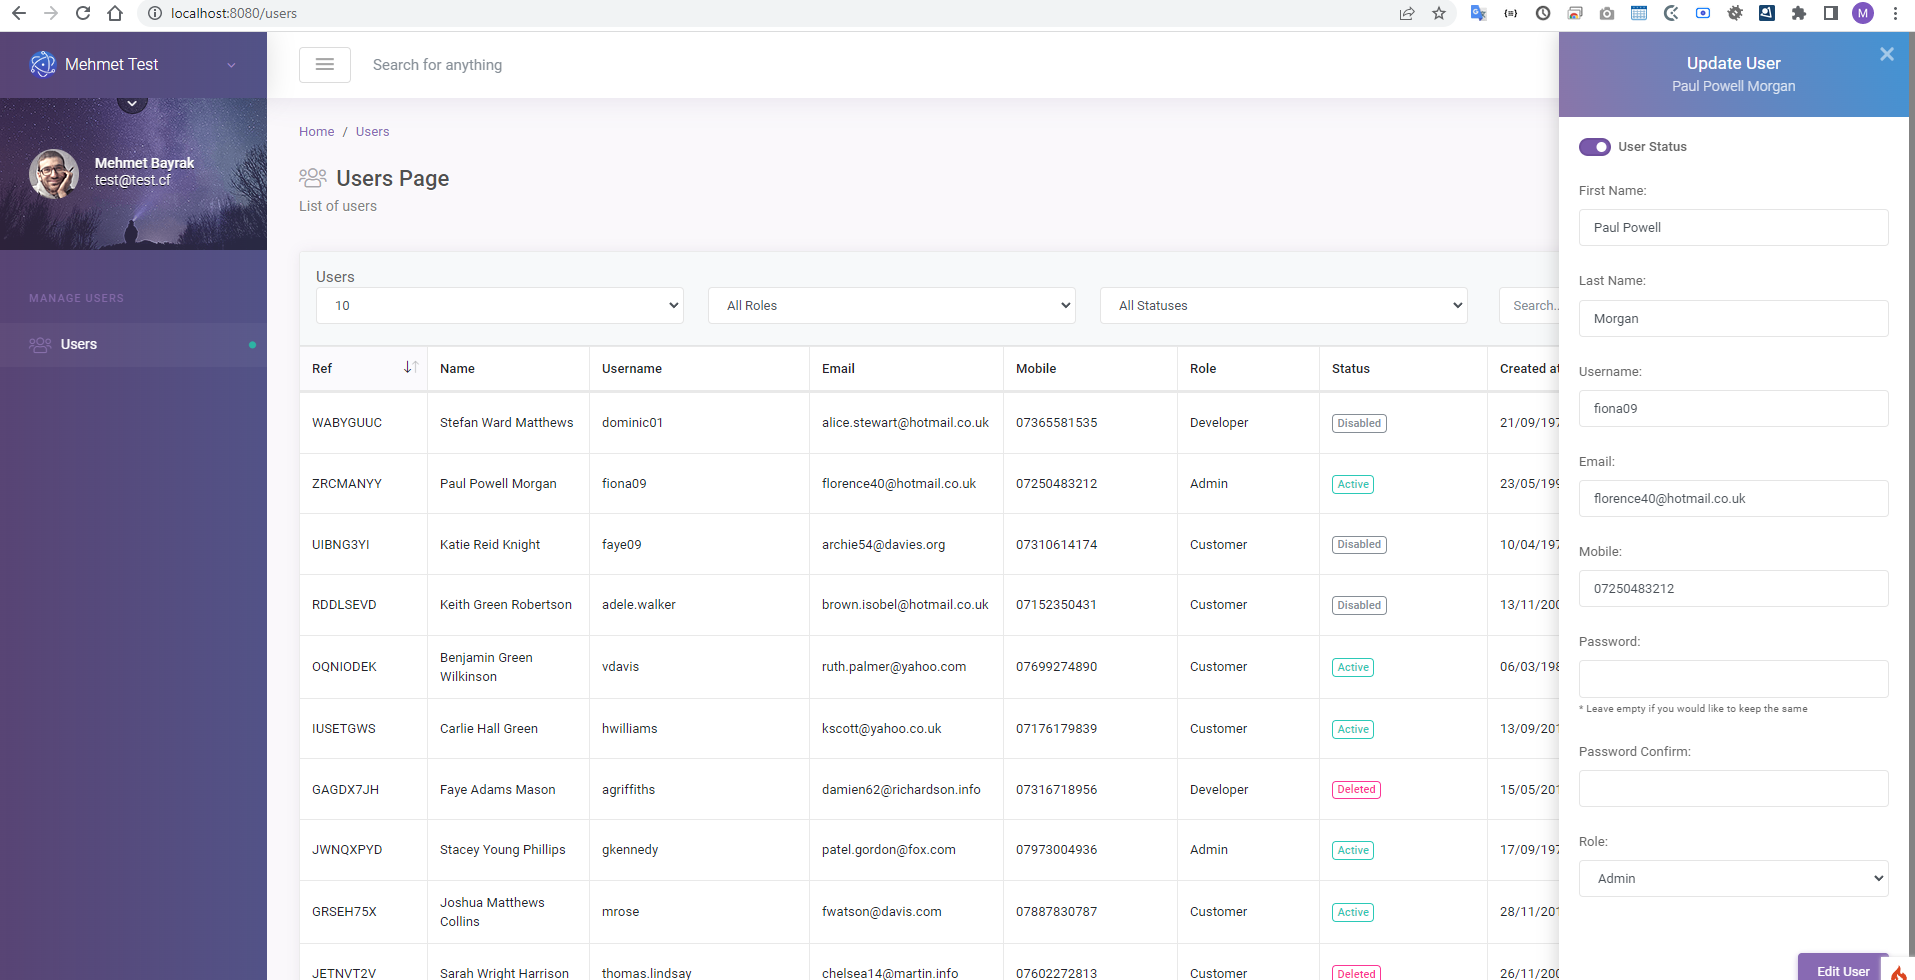 localhost:8080/users
M
Mehmet Test
Mehmet Bayrak
test@test.cf
MANAGE USERS
Users
Search for anything
Home / Users
Users Page
List of users
Users
10
All Roles
All Statuses
Search..
Ref Name Username Email Mobile Role Status Created at
WABYGUUC Stefan Ward Matthews dominic01 alice.stewart@hotmail.co.uk 07365581535 Developer Disabled 21/09/197
ZRCMANYY Paul Powell Morgan fiona09 florence40@hotmail.co.uk 07250483212 Admin Active 23/05/199
UIBNG3YI Katie Reid Knight faye09 archie54@davies.org 07310614174 Customer Disabled 10/04/197
RDDLSEVD Keith Green Robertson adele.walker brown.isobel@hotmail.co.uk 07152350431 Customer Disabled 13/11/200
OQNIODEK Benjamin Green Wilkinson vdavis ruth.palmer@yahoo.com 07699274890 Customer Active 06/03/198
IUSETGWS Carlie Hall Green hwilliams kscott@yahoo.co.uk 07176179839 Customer Active 13/09/201
GAGDX7JH Faye Adams Mason agriffiths damien62@richardson.info 07316718956 Developer Deleted 15/05/201
JWNQXPYD Stacey Young Phillips gkennedy patel.gordon@fox.com 07973004936 Admin Active 17/09/197
GRSEH75X Joshua Matthews Collins mrose fwatson@davis.com 07887830787 Customer Active 28/11/201
JETNVT2V Sarah Wright Harrison thomas.lindsay chelsea14@martin.info 07602272813 Customer Deleted 26/11/200
Update User
Paul Powell Morgan
User Status
First Name:
Paul Powell
Last Name:
Morgan
Username:
fiona09
Email:
florence40@hotmail.co.uk
Mobile:
07250483212
Password:
* Leave empty if you would like to keep the same
Password Confirm:
Role:
Admin
Edit User